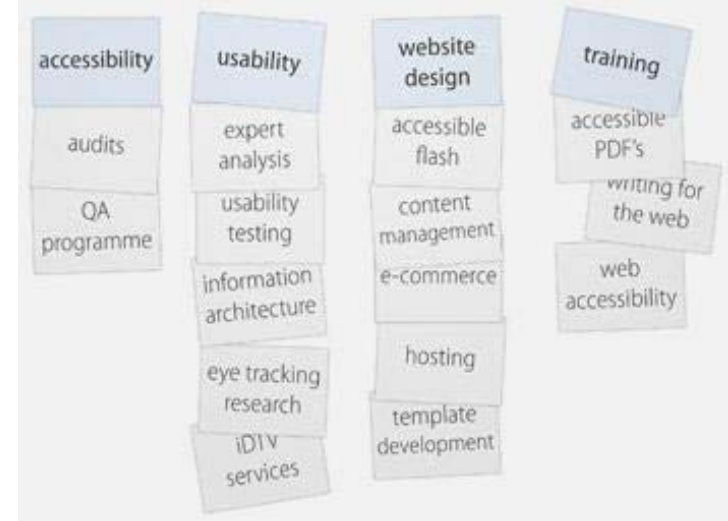 accessibility
audits
QA
programme
usability
expert
analysis
usability
testing
information
architecture
eye tracking
research
iDTV
services
website
design
accessible
flash
content
management
e-commerce
hosting
template
development
training
accessible
PDF's
writing for
the web
web
accessibility